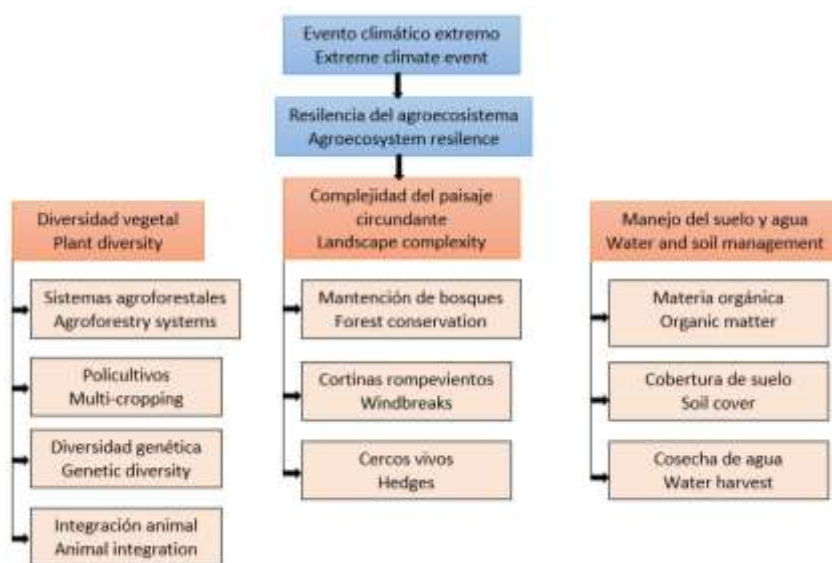 Evento climático extremo
Extreme climate event
Resilencia del agroecosistema
Agroecosystem resilence
Diversidad vegetal
Plant diversity
Sistemas agroforestales
Agroforestry systems
Policultivos
Multi-cropping
Diversidad genética
Genetic diversity
Integración animal
Animal integration
Complejidad del paisaje
circundante
Landscape complexity
Mantención de bosques
Forest conservation
Cortinas rompevientos
Windbreaks
Cercos vivos
Hedges
Manejo del suelo y agua
Water and soil management
Materia orgánica
Organic matter
Cobertura de suelo
Soil cover
Cosecha de agua
Water harvest